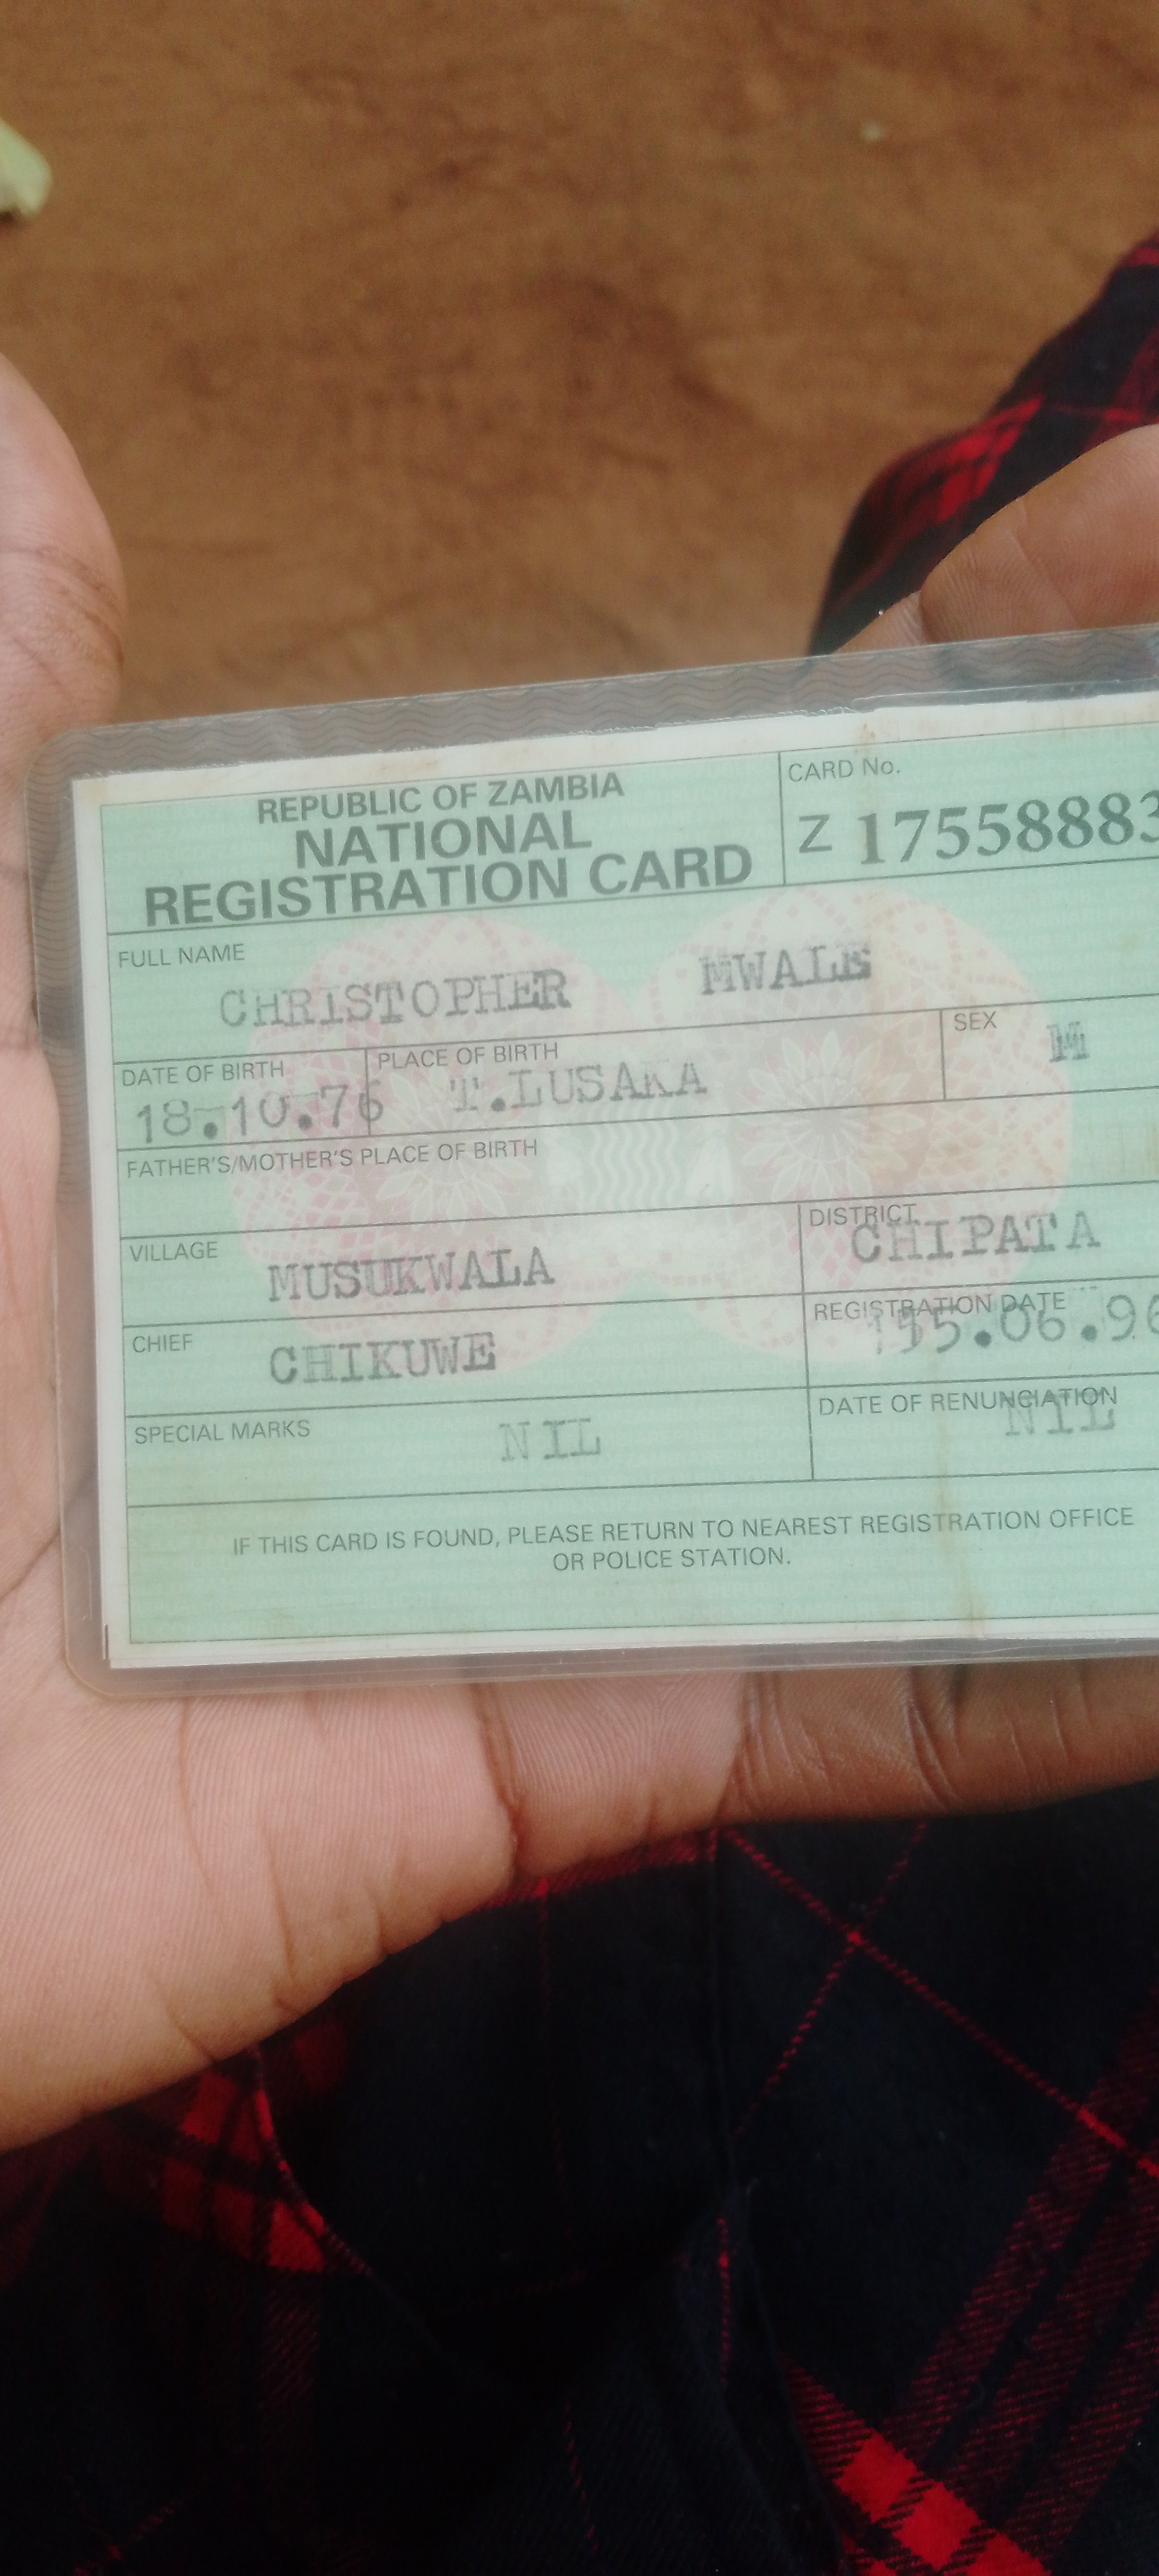 REPUBLIC OF ZAMBIA
NATIONAL
REGISTRATION CARD
CARD No.
Z 17558883
FULL NAME
CHRISTOPHER MWALE
DATE OF BIRTH
18.10.76
PLACE OF BIRTH
T.LUSAKA
SEX
M
FATHER'S/MOTHER'S PLACE OF BIRTH
VILLAGE
MUSUKWALA
DISTRICT
CHIPATA
CHIEF
CHIKUWE
REGISTRATION DATE
SPECIAL MARKS
NIL
DATE OF RENUNCIATION
NIL
IF THIS CARD IS FOUND, PLEASE RETURN TO NEAREST REGISTRATION OFFICE
OR POLICE STATION.